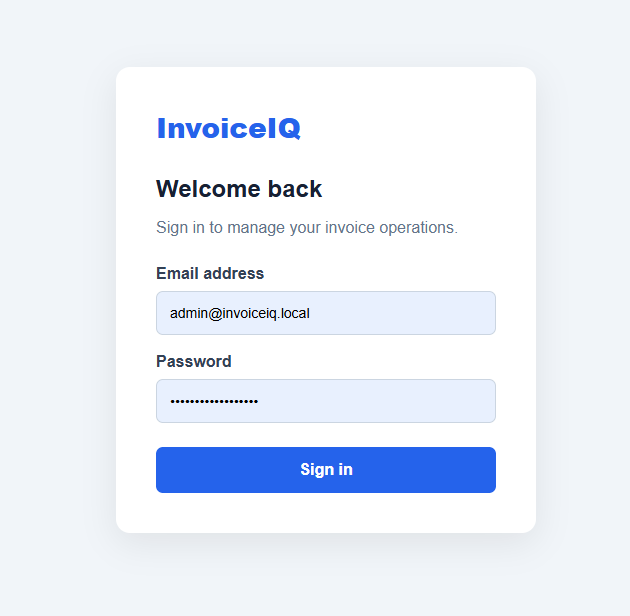 InvoiceIQ
Welcome back
Sign in to manage your invoice operations.
Email address
admin@invoiceiq.local
Password
••••••••••••••••••
Sign in